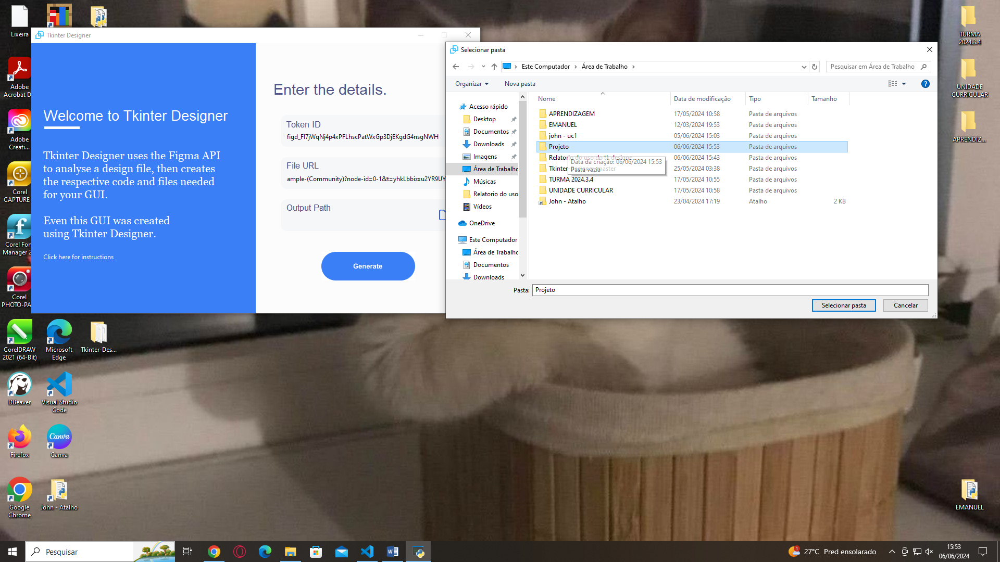 Lixeira
Adobe
Acrobat D
Adobe
Creati...
Corel
CAPTURE
Corel Fon
Manager 2
Corel
PHOTO-PA
CorelDRAW
2021 (64-Bit)
Microsoft
Edge
Tkinter-Des...
DBeaver
Visual Studio
Code
Firefox
Canva
Canva
Google
Chrome
John - Atalho
TURMA
2024.3.4
UNIDADE
CURRICULAR
APRENDIZ...
EMANUEL
Tkinter Designer
Welcome to Tkinter Designer
Tkinter Designer uses the Figma API
to analyse a design file, then creates
the respective code and files needed
for your GUI.
Even this GUI was created
using Tkinter Designer.
Click here for instructions
Enter the details.
Token ID
figd_FI7jWqNj4p4xPFLhscPatWxGp3DjEKgdG4nsgNWH
File URL
ample-(Community)?node-id=0-1&t=yhkLbbizxu2YR9UY
Output Path
Generate
Selecionar pasta
Este Computador
Área de Trabalho
Pesquisar em Área de Trabalho
Organizar
Nova pasta
?
Acesso rápido
Desktop
Documentos
Downloads
Imagens
Área de Trabalho
Músicas
Relatorio do uso
Vídeos
OneDrive
Este Computador
Área de Trabalho
Documentos
Downloads
Nome Data de modificação Tipo Tamanho
APRENDIZAGEM 17/05/2024 10:58 Pasta de arquivos
EMANUEL 12/03/2024 19:53 Pasta de arquivos
john - uc1 05/06/2024 15:03 Pasta de arquivos
Projeto 06/06/2024 15:53 Pasta de arquivos
Relatorio do uso do tk designe 06/06/2024 15:43 Pasta de arquivos
Data da criação: 06/06/2024 15:53
Pasta vazia
Tkinter-Designer-master 25/05/2024 03:38 Pasta de arquivos
TURMA 2024.3.4 17/05/2024 10:55 Pasta de arquivos
UNIDADE CURRICULAR 17/05/2024 10:58 Pasta de arquivos
John - Atalho 23/04/2024 17:19 Atalho 2 KB
Pasta: Projeto
Selecionar pasta Cancelar
Pesquisar
1
27°C Pred ensolarado
15:53
06/06/2024